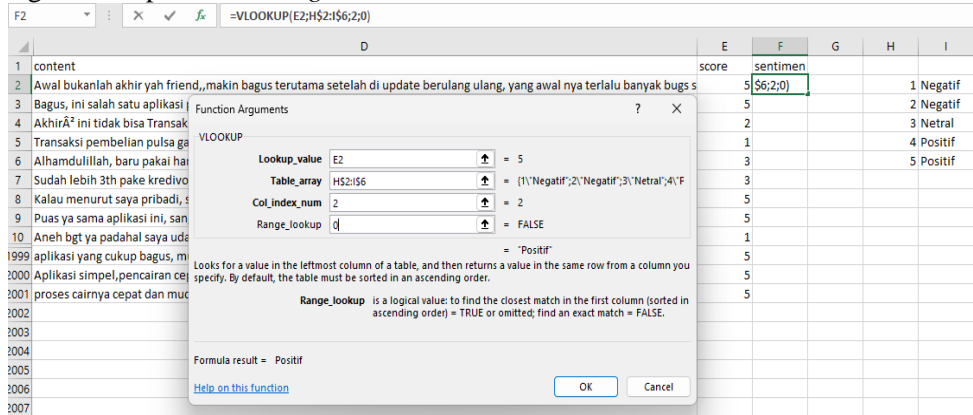 F2 fx =VLOOKUP(E2;H$2:I$6;2;0)
D E F G H I
1 content score sentimen
2 Awal bukanlah akhir yah friend,,makin bagus terutama setelah di update berulang ulang, yang awal nya terlalu banyak bugs s 5 $6;2;0) 1 Negatif
3 Bagus, ini salah satu aplikasi 5 2 Negatif
4 AkhirÂ² ini tidak bisa Transak 2 3 Netral
5 Transaksi pembelian pulsa ga 1 4 Positif
6 Alhamdulillah, baru pakai ha 3 5 Positif
7 Sudah lebih 3th pake kredivo 3
8 Kalau menurut saya pribadi, s 5
9 Puas ya sama aplikasi ini, san 5
10 Aneh bgt ya padahal saya uda 1
1999 aplikasi yang cukup bagus, m 5
2000 Aplikasi simpel,pencairan ce 5
2001 proses cairnya cepat dan mud 5
2002
2003
2004
2005
2006
2007
Function Arguments ? ×
VLOOKUP
Lookup_value E2 = 5
Table_array H$2:I$6 = {1\"Negatif";2\"Negatif";3\"Netral";4\"P
Col_index_num 2 = 2
Range_lookup 0 = FALSE
= "Positif"
Looks for a value in the leftmost column of a table, and then returns a value in the same row from a column you
specify. By default, the table must be sorted in an ascending order.
Range_lookup is a logical value: to find the closest match in the first column (sorted in
ascending order) = TRUE or omitted; find an exact match = FALSE.
Formula result = Positif
Help on this function OK Cancel